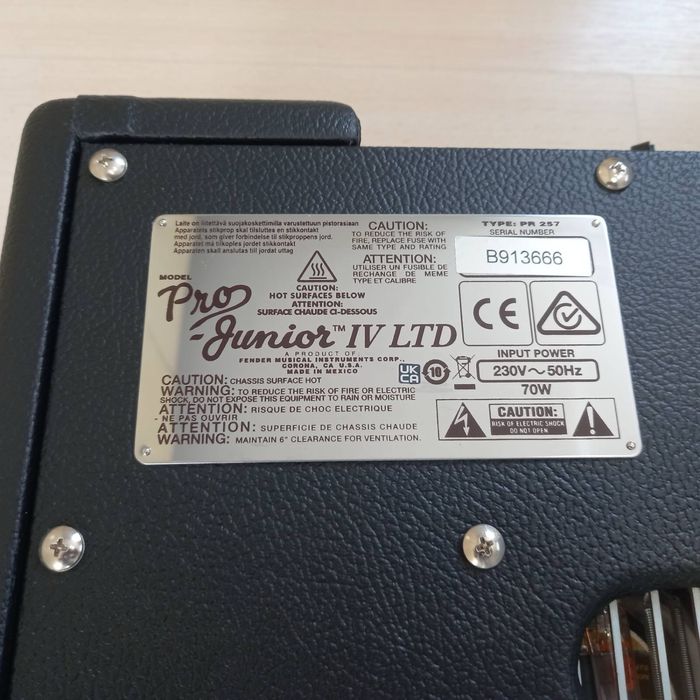 Laite on liitettävä suojakoskettimilla varustettuun pistorasiaan
Apparatets stikprop skal tilsluttes en stikkontakt
med jord, som giver forbindelse til stikproppens jord.
Apparatet må tilkoples jordet stikkontakt
Apparaten skall anslutas till jordat uttag
CAUTION:
TO REDUCE THE RISK OF
FIRE, REPLACE FUSE WITH
SAME TYPE AND RATING
ATTENTION:
UTILISER UN FUSIBLE DE
RECHANGE DE MEME
TYPE ET CALIBRE
TYPE: PR 257
SERIAL NUMBER
B913666
CAUTION:
HOT SURFACES BELOW
ATTENTION:
SURFACE CHAUDE CI-DESSOUS
MODEL
Pro
Junior™ IV LTD
A PRODUCT OF
FENDER MUSICAL INSTRUMENTS CORP.,
CORONA, CA U.S.A.
MADE IN MEXICO
UK
CA
10
CE
INPUT POWER
230V～50Hz
70W
CAUTION: CHASSIS SURFACE HOT
WARNING: TO REDUCE THE RISK OF FIRE OR ELECTRIC
SHOCK, DO NOT EXPOSE THIS EQUIPMENT TO RAIN OR MOISTURE
ATTENTION: RISQUE DE CHOC ELECTRIQUE
- NE PAS OUVRIR
ATTENTION: SUPERFICIE DE CHASSIS CHAUDE
WARNING: MAINTAIN 6" CLEARANCE FOR VENTILATION.
CAUTION:
RISK OF ELECTRIC SHOCK
DO NOT OPEN